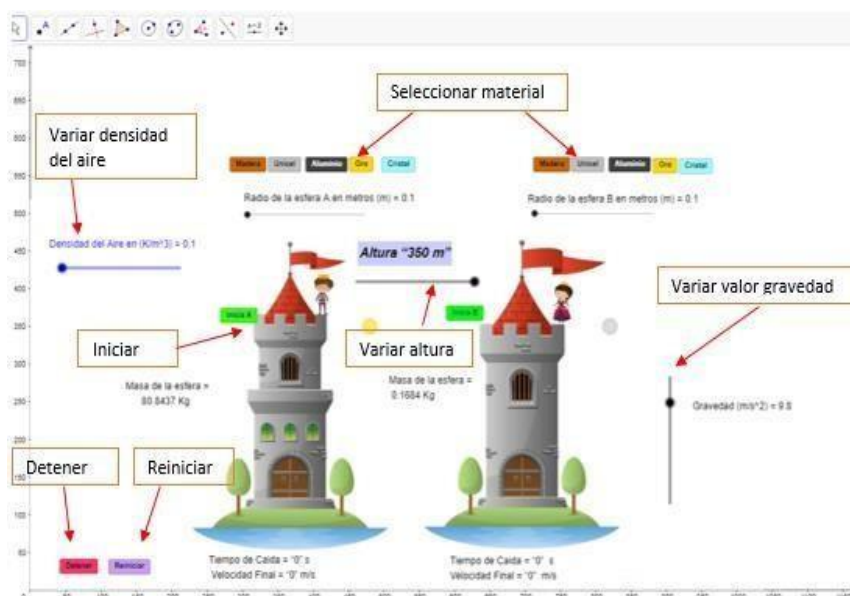 Seleccionar material
Variar densidad
del aire
Madera Unicel Aluminio Oro Cristal
Madera Unicel Aluminio Oro Cristal
Radio de la esfera A en metros (m) = 0.1
Radio de la esfera B en metros (m) = 0.1
Densidad del Aire en (K/m^3) = 0.1
Altura "350 m"
Variar valor gravedad
Inicia A
Inicia B
Iniciar
Variar altura
Masa de la esfera =
80.8437 Kg
Masa de la esfera =
0.1684 Kg
Gravedad (m/s^2) = 9.8
Detener
Reiniciar
Detener
Reiniciar
Tiempo de Caida = "0" s
Velocidad Final = "0" m/s
Tiempo de Caida = "0" s
Velocidad Final = "0" m/s